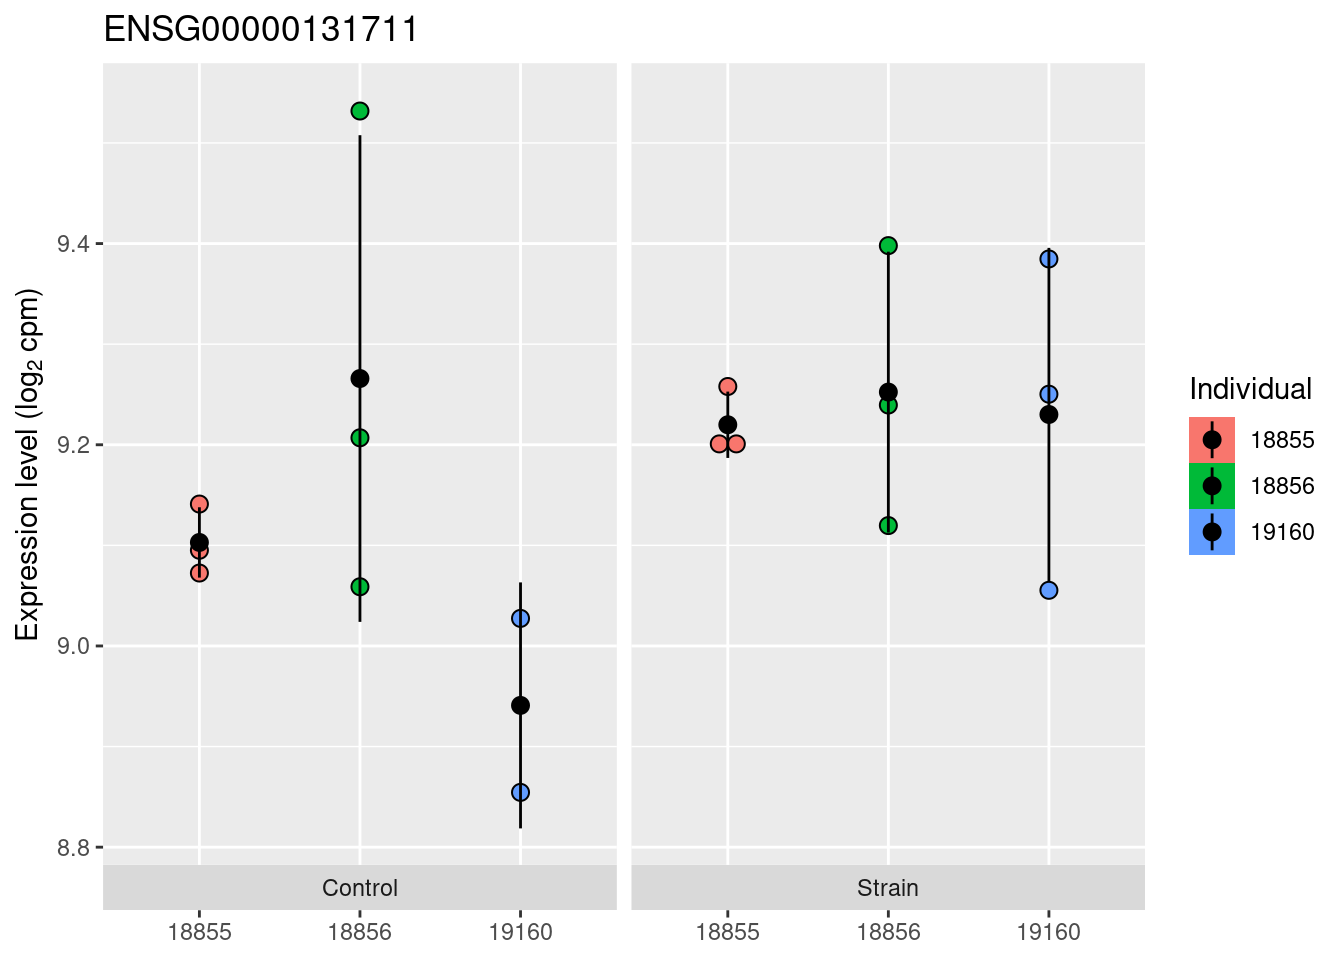 ENSG00000131711
Expression level (log2 cpm)
9.4
9.2
9.0
8.8
Control
Strain
18855
18856
19160
18855
18856
19160
Individual
18855
18856
19160